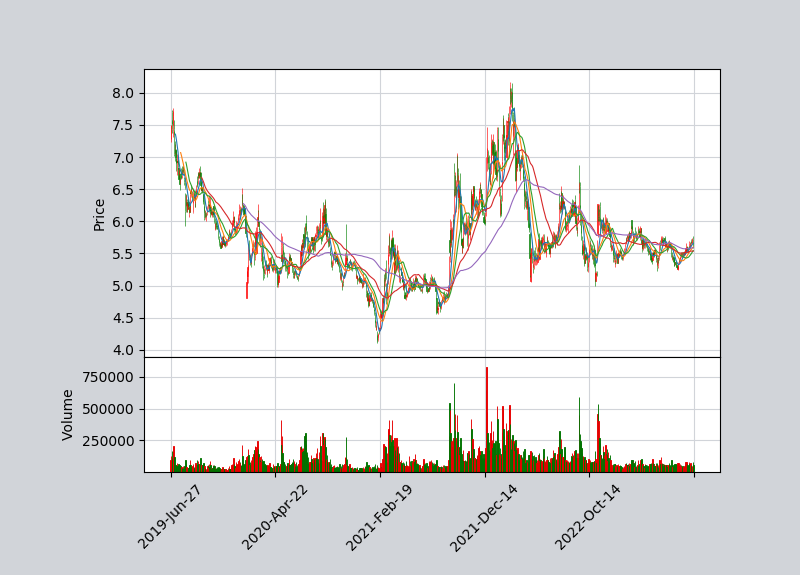 8.0
7.5
7.0
6.5
6.0
5.5
5.0
4.5
4.0
Price
750000
500000
250000
Volume
2019-Jun-27
2020-Apr-22
2021-Feb-19
2021-Dec-14
2022-Oct-14